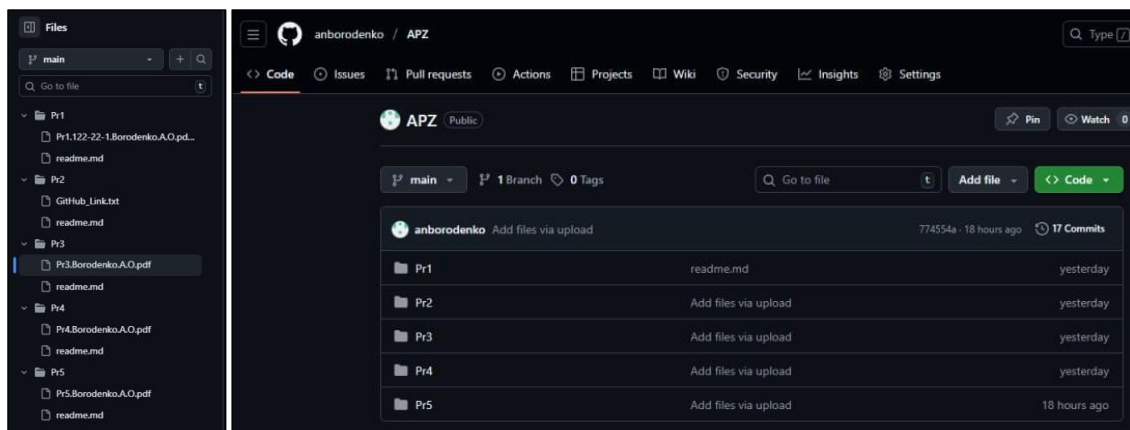 Files
main
Go to file t
Pr1
Pr1.122-22-1.Borodenko.A.O.pd...
readme.md
Pr2
GitHub_Link.txt
readme.md
Pr3
Pr3.Borodenko.A.O.pdf
readme.md
Pr4
Pr4.Borodenko.A.O.pdf
readme.md
Pr5
Pr5.Borodenko.A.O.pdf
readme.md
anborodenko / APZ
Type /
Code Issues Pull requests Actions Projects Wiki Security Insights Settings
APZ Public Pin Watch 0
main 1 Branch 0 Tags Go to file t Add file Code
anborodenko Add files via upload 774554a · 18 hours ago 17 Commits
Pr1 readme.md yesterday
Pr2 Add files via upload yesterday
Pr3 Add files via upload yesterday
Pr4 Add files via upload yesterday
Pr5 Add files via upload 18 hours ago